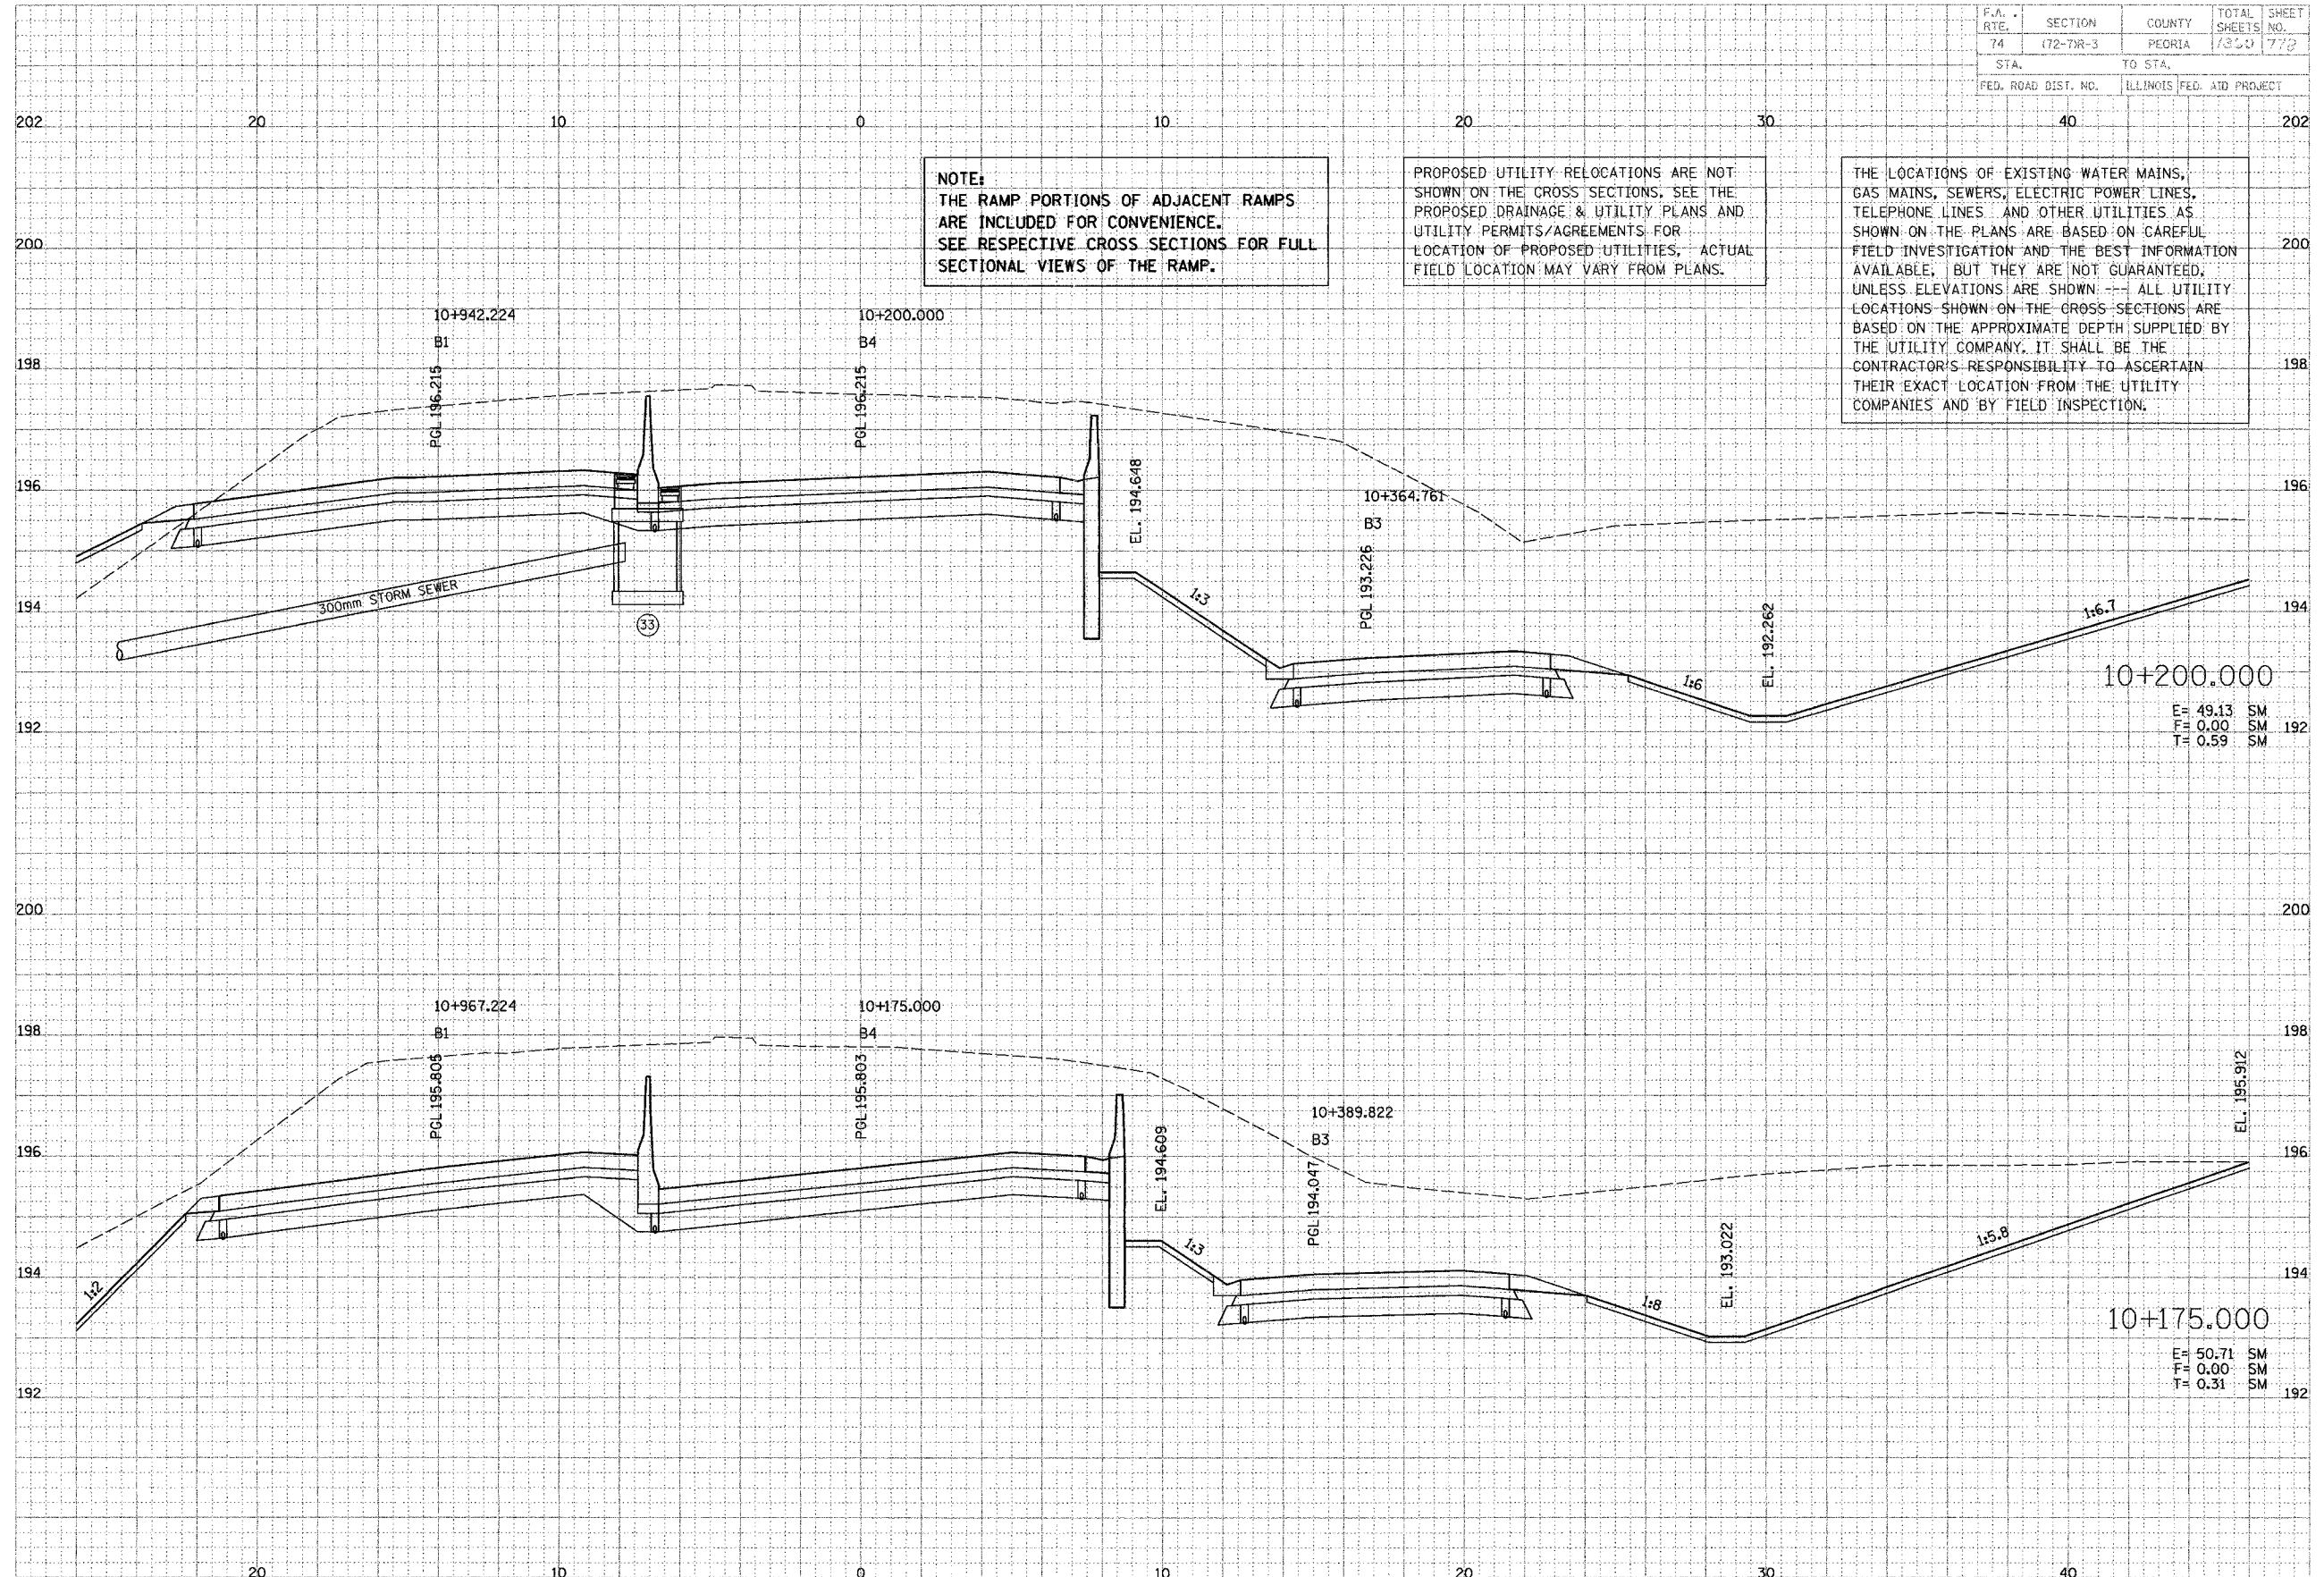 F.A. RTE. SECTION COUNTY TOTAL SHEETS SHEET NO.
74 (72-7)R-3 PEORIA
STA. TO STA.
FED. ROAD DIST. NO. ILLINOIS FED. AID PROJECT
202 20 10 0 10 20 30 40 202
NOTE:
THE RAMP PORTIONS OF ADJACENT RAMPS
ARE INCLUDED FOR CONVENIENCE.
SEE RESPECTIVE CROSS SECTIONS FOR FULL
SECTIONAL VIEWS OF THE RAMP.
PROPOSED UTILITY RELOCATIONS ARE NOT
SHOWN ON THE CROSS SECTIONS. SEE THE
PROPOSED DRAINAGE & UTILITY PLANS AND
UTILITY PERMITS/AGREEMENTS FOR
LOCATION OF PROPOSED UTILITIES, ACTUAL
FIELD LOCATION MAY VARY FROM PLANS.
THE LOCATIONS OF EXISTING WATER MAINS,
GAS MAINS, SEWERS, ELECTRIC POWER LINES,
TELEPHONE LINES AND OTHER UTILITIES AS
SHOWN ON THE PLANS ARE BASED ON CAREFUL
FIELD INVESTIGATION AND THE BEST INFORMATION
AVAILABLE, BUT THEY ARE NOT GUARANTEED.
UNLESS ELEVATIONS ARE SHOWN --- ALL UTILITY
LOCATIONS SHOWN ON THE CROSS SECTIONS ARE
BASED ON THE APPROXIMATE DEPTH SUPPLIED BY
THE UTILITY COMPANY. IT SHALL BE THE
CONTRACTOR'S RESPONSIBILITY TO ASCERTAIN
THEIR EXACT LOCATION FROM THE UTILITY
COMPANIES AND BY FIELD INSPECTION.
200 200
10+942.224
B1
PGL 196.215
10+200.000
B4
PGL 196.215
198 198
196 196
EL. 194.648
10+364.761
B3
PGL 193.226
300mm STORM SEWER
33
194 194
1:3
1:6
EL. 192.262
1:6.7
10+200.000
E= 49.13 SM
F= 0.00 SM
T= 0.59 SM
192 192
200 200
10+967.224
B1
PGL 195.805
10+175.000
B4
PGL 195.803
198 198
EL. 195.912
10+389.822
B3
PGL 194.047
EL. 194.609
196 196
1:2
1:3
1:8
EL. 193.022
1:5.8
194 194
10+175.000
E= 50.71 SM
F= 0.00 SM
T= 0.31 SM
192 192
20 10 0 10 20 30 40